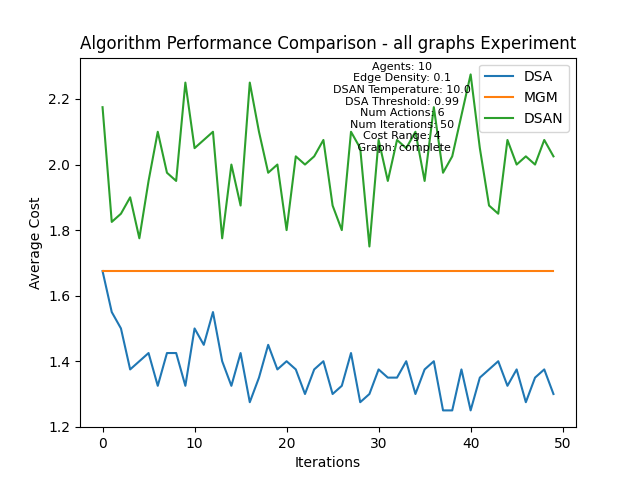 Algorithm Performance Comparison - all graphs Experiment
Agents: 10
Edge Density: 0.1
DSAN Temperature: 10.0
DSA Threshold: 0.99
Num Actions: 6
Num Iterations: 50
Cost Range: 4
Graph: complete
DSA
MGM
DSAN
Average Cost
2.2
2.0
1.8
1.6
1.4
1.2
0
10
20
30
40
50
Iterations